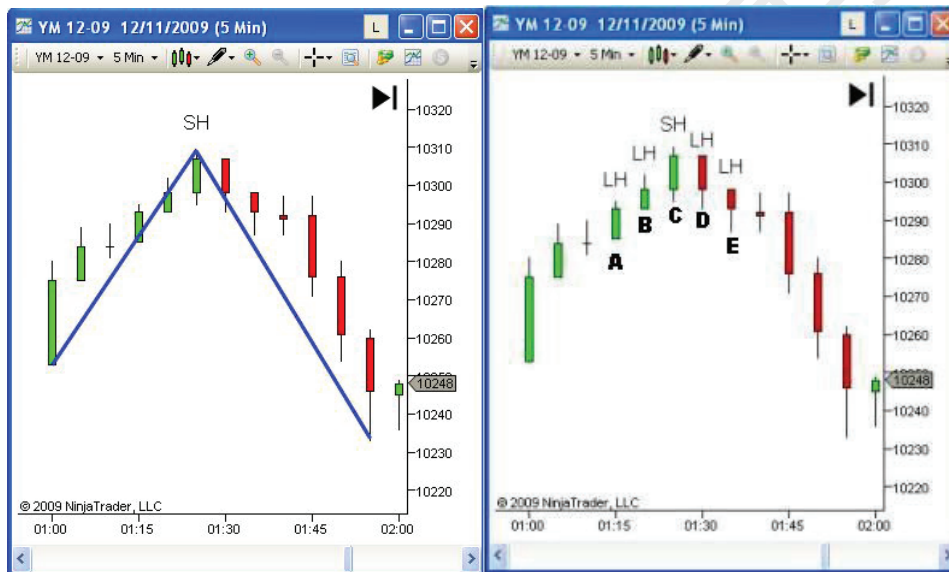 YM 12-09 12/11/2009 (5 Min)
L
YM 12-09
5 Min
SH
10320
10310
10300
10290
10280
10270
10260
10250
10248
10240
10230
10220
© 2009 NinjaTrader, LLC
01:00
01:15
01:30
01:45
02:00
YM 12-09 12/11/2009 (5 Min)
L
YM 12-09
5 Min
SH
LH
LH
LH
LH
A
B
C
D
E
10320
10310
10300
10290
10280
10270
10260
10250
10248
10240
10230
10220
© 2009 NinjaTrader, LLC
01:00
01:15
01:30
01:45
02:00